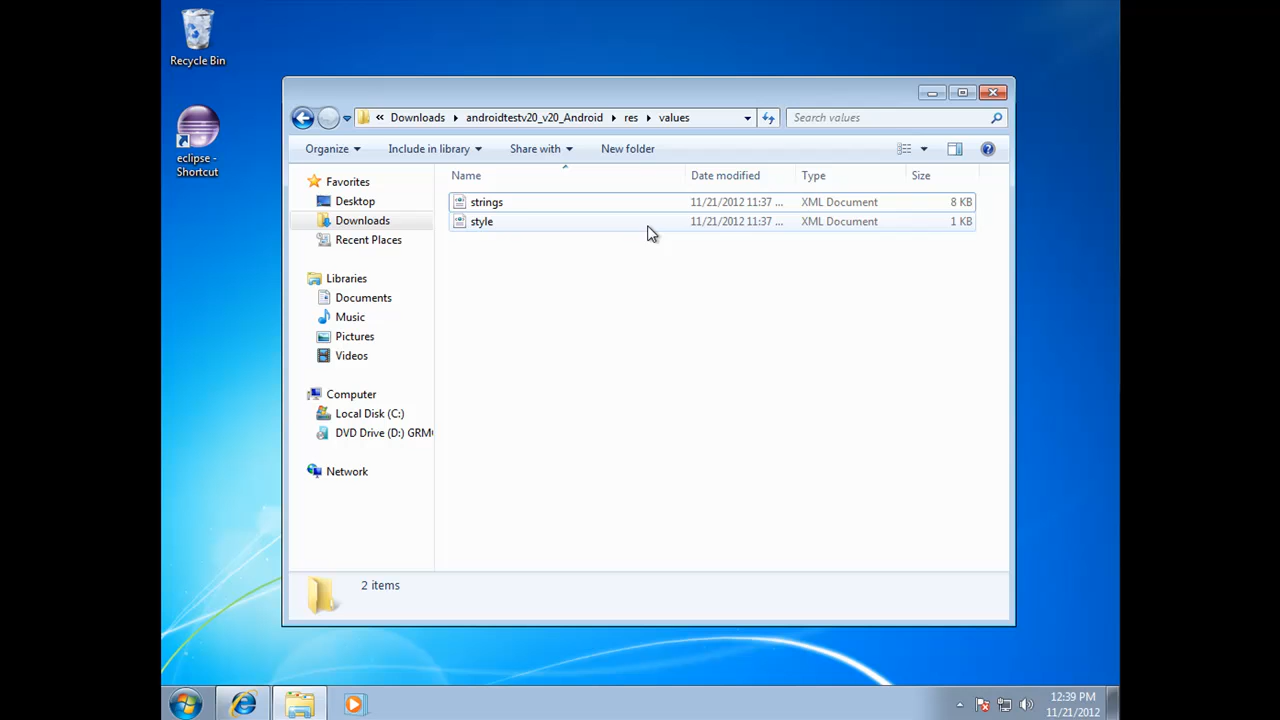 Recycle Bin
eclipse -
Shortcut
« Downloads androidtestv20_v20_Android res values
Search values
Organize Include in library Share with New folder
Name Date modified Type Size
strings 11/21/2012 11:37 ... XML Document 8 KB
style 11/21/2012 11:37 ... XML Document 1 KB
Favorites
Desktop
Downloads
Recent Places
Libraries
Documents
Music
Pictures
Videos
Computer
Local Disk (C:)
DVD Drive (D:) GRM
Network
2 items
12:39 PM
11/21/2012